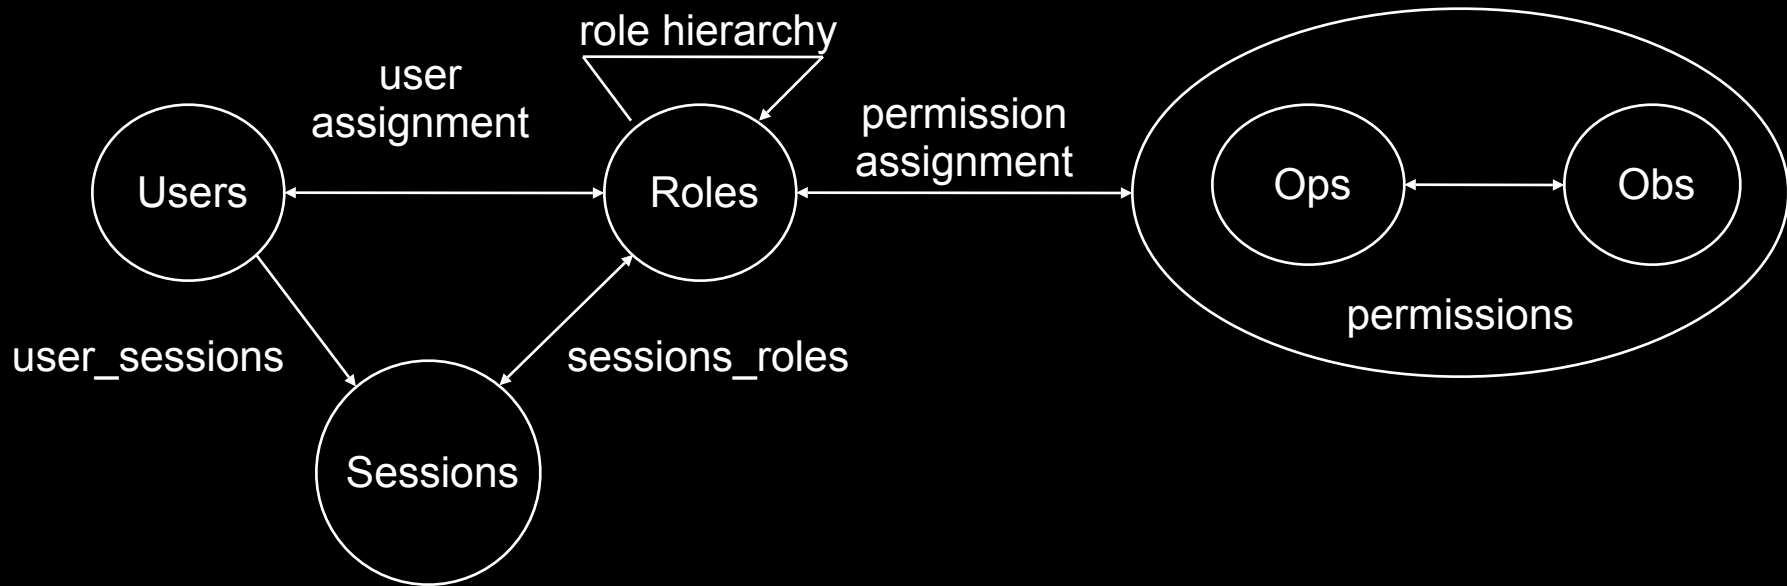 role hierarchy
user
assignment
permission
assignment
Users
Roles
Ops
Obs
permissions
user_sessions
sessions_roles
Sessions